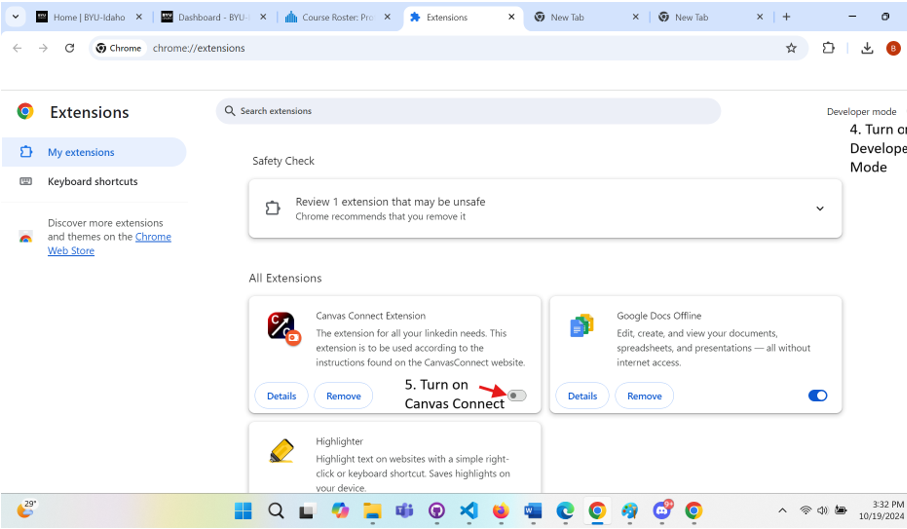 Home | BYU-Idaho
Dashboard - BYU-I
Course Roster: Pro
Extensions
New Tab
New Tab
Chrome
chrome://extensions
B
Extensions
Search extensions
Developer mode
4. Turn on
Develope
Mode
My extensions
Keyboard shortcuts
Discover more extensions
and themes on the Chrome
Web Store
Safety Check
Review 1 extension that may be unsafe
Chrome recommends that you remove it
All Extensions
Canvas Connect Extension
The extension for all your linkedin needs. This
extension is to be used according to the
instructions found on the CanvasConnect website.
Details
Remove
5. Turn on
Canvas Connect
Google Docs Offline
Edit, create, and view your documents,
spreadsheets, and presentations — all without
internet access.
Details
Remove
Highlighter
Highlight text on websites with a simple right-
click or keyboard shortcut. Saves highlights on
your device.
29°
3:32 PM
10/19/2024